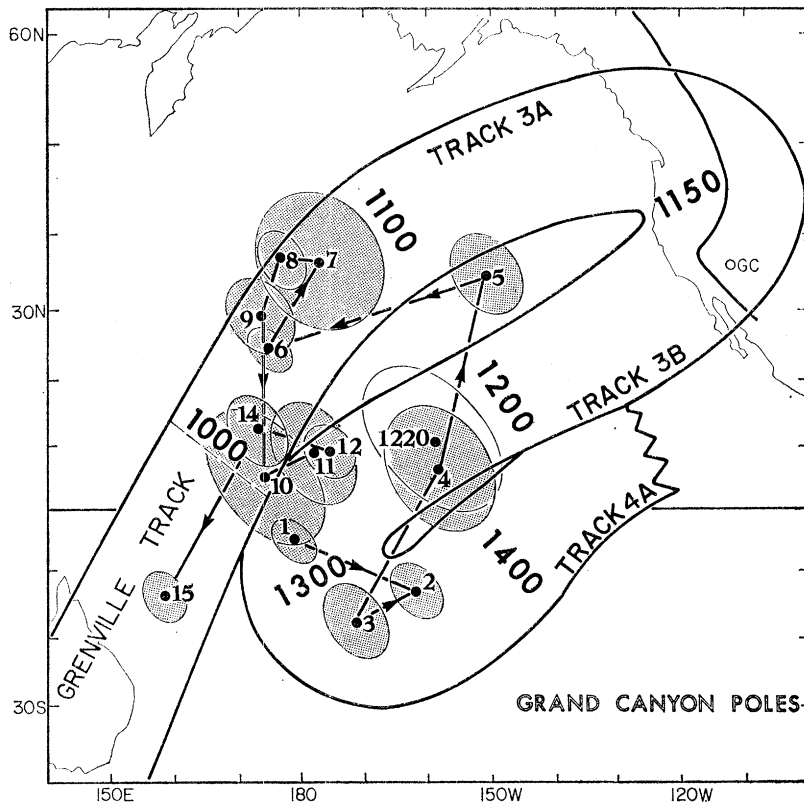 60N
TRACK 3A
1100
1150
8
7
5
OGC
30N
9
6
1200
TRACK 3B
14
1000
12
1220
11
4
10
TRACK 4A
1
1400
1300
2
15
3
GRENVILLE TRACK
30S
GRAND CANYON POLES
150E
180
150W
120W